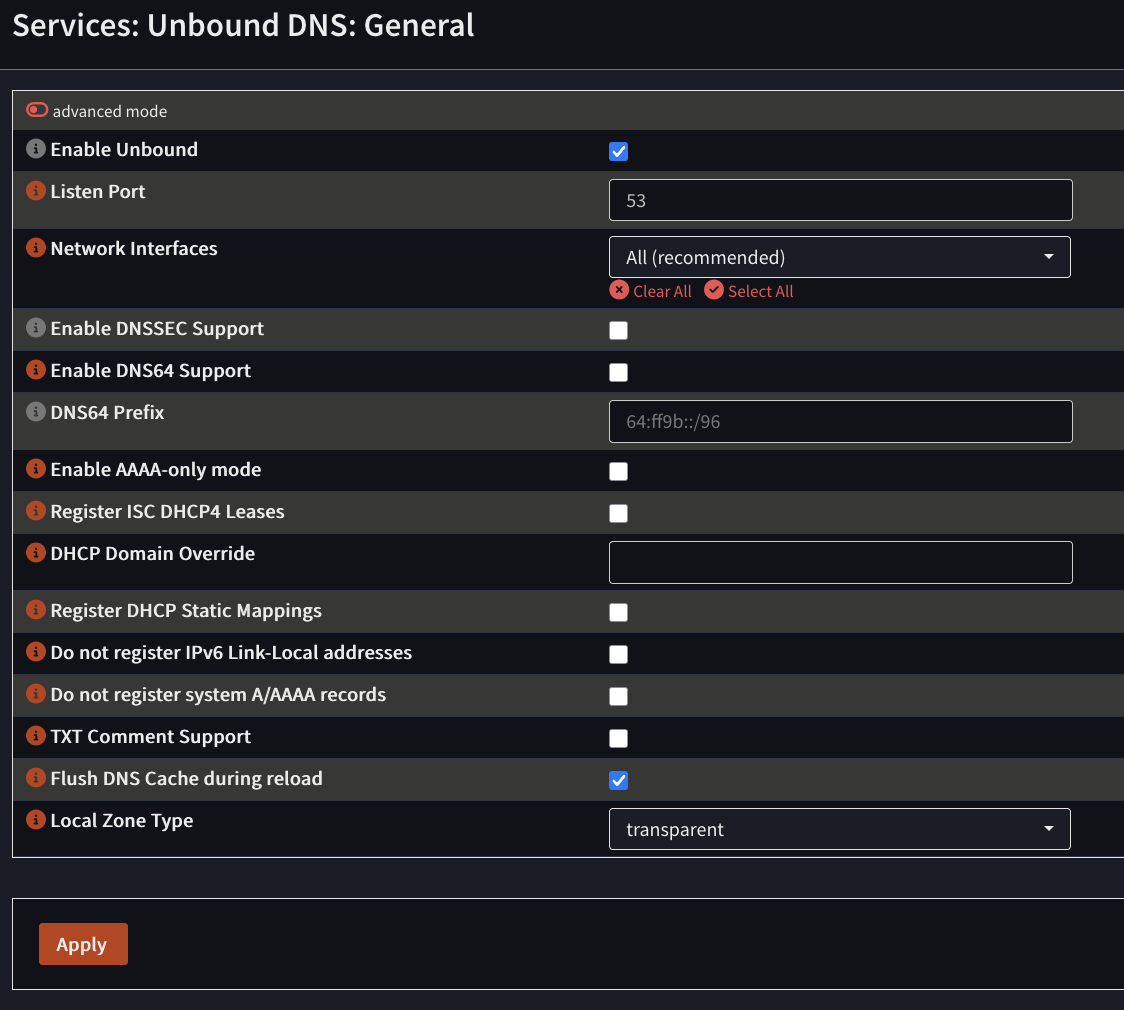 Services: Unbound DNS: General
advanced mode
Enable Unbound
Listen Port
53
Network Interfaces
All (recommended)
Clear All Select All
Enable DNSSEC Support
Enable DNS64 Support
DNS64 Prefix
64:ff9b::/96
Enable AAAA-only mode
Register ISC DHCP4 Leases
DHCP Domain Override
Register DHCP Static Mappings
Do not register IPv6 Link-Local addresses
Do not register system A/AAAA records
TXT Comment Support
Flush DNS Cache during reload
Local Zone Type
transparent
Apply